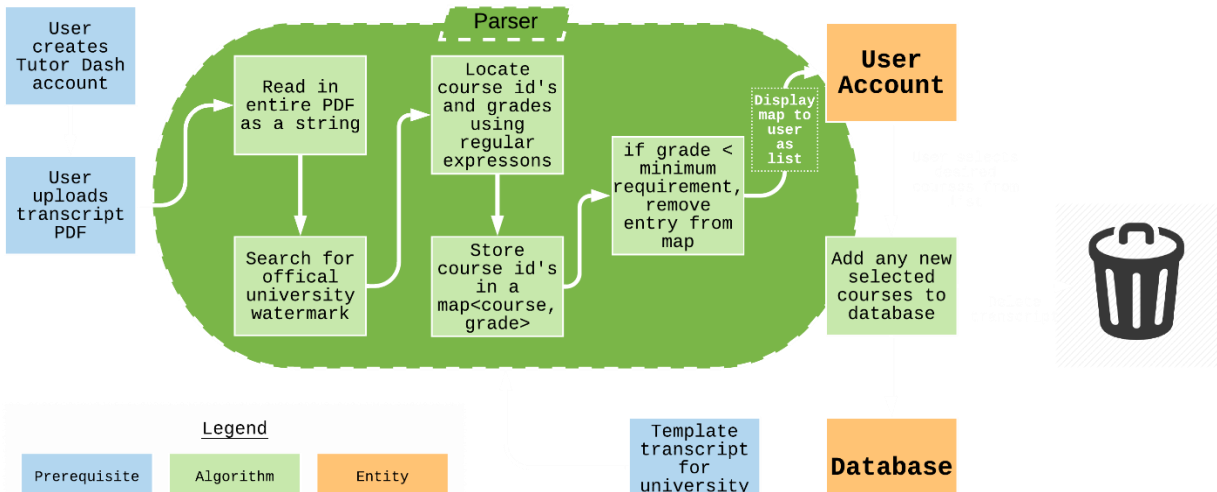 User
creates
Tutor Dash
account
User
uploads
transcript
PDF
Parser
Read in
entire PDF
as a string
Search for
offical
university
watermark
Locate
course id's
and grades
using
regular
expressons
Store
course id's
in a
map<course,
grade>
if grade <
minimum
requirement,
remove
entry from
map
Display
map to
user
as
list
User
Account
Add any new
selected
courses to
database
Legend
Prerequisite
Algorithm
Entity
Template
transcript
for
university
Database